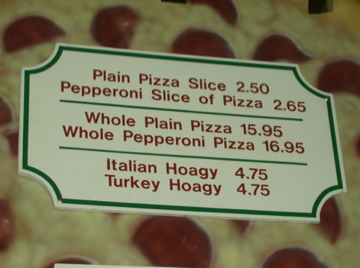 Plain Pizza Slice 2.50
Pepperoni Slice of Pizza 2.65
Whole Plain Pizza 15.95
Whole Pepperoni Pizza 16.95
Italian Hoagy 4.75
Turkey Hoagy 4.75